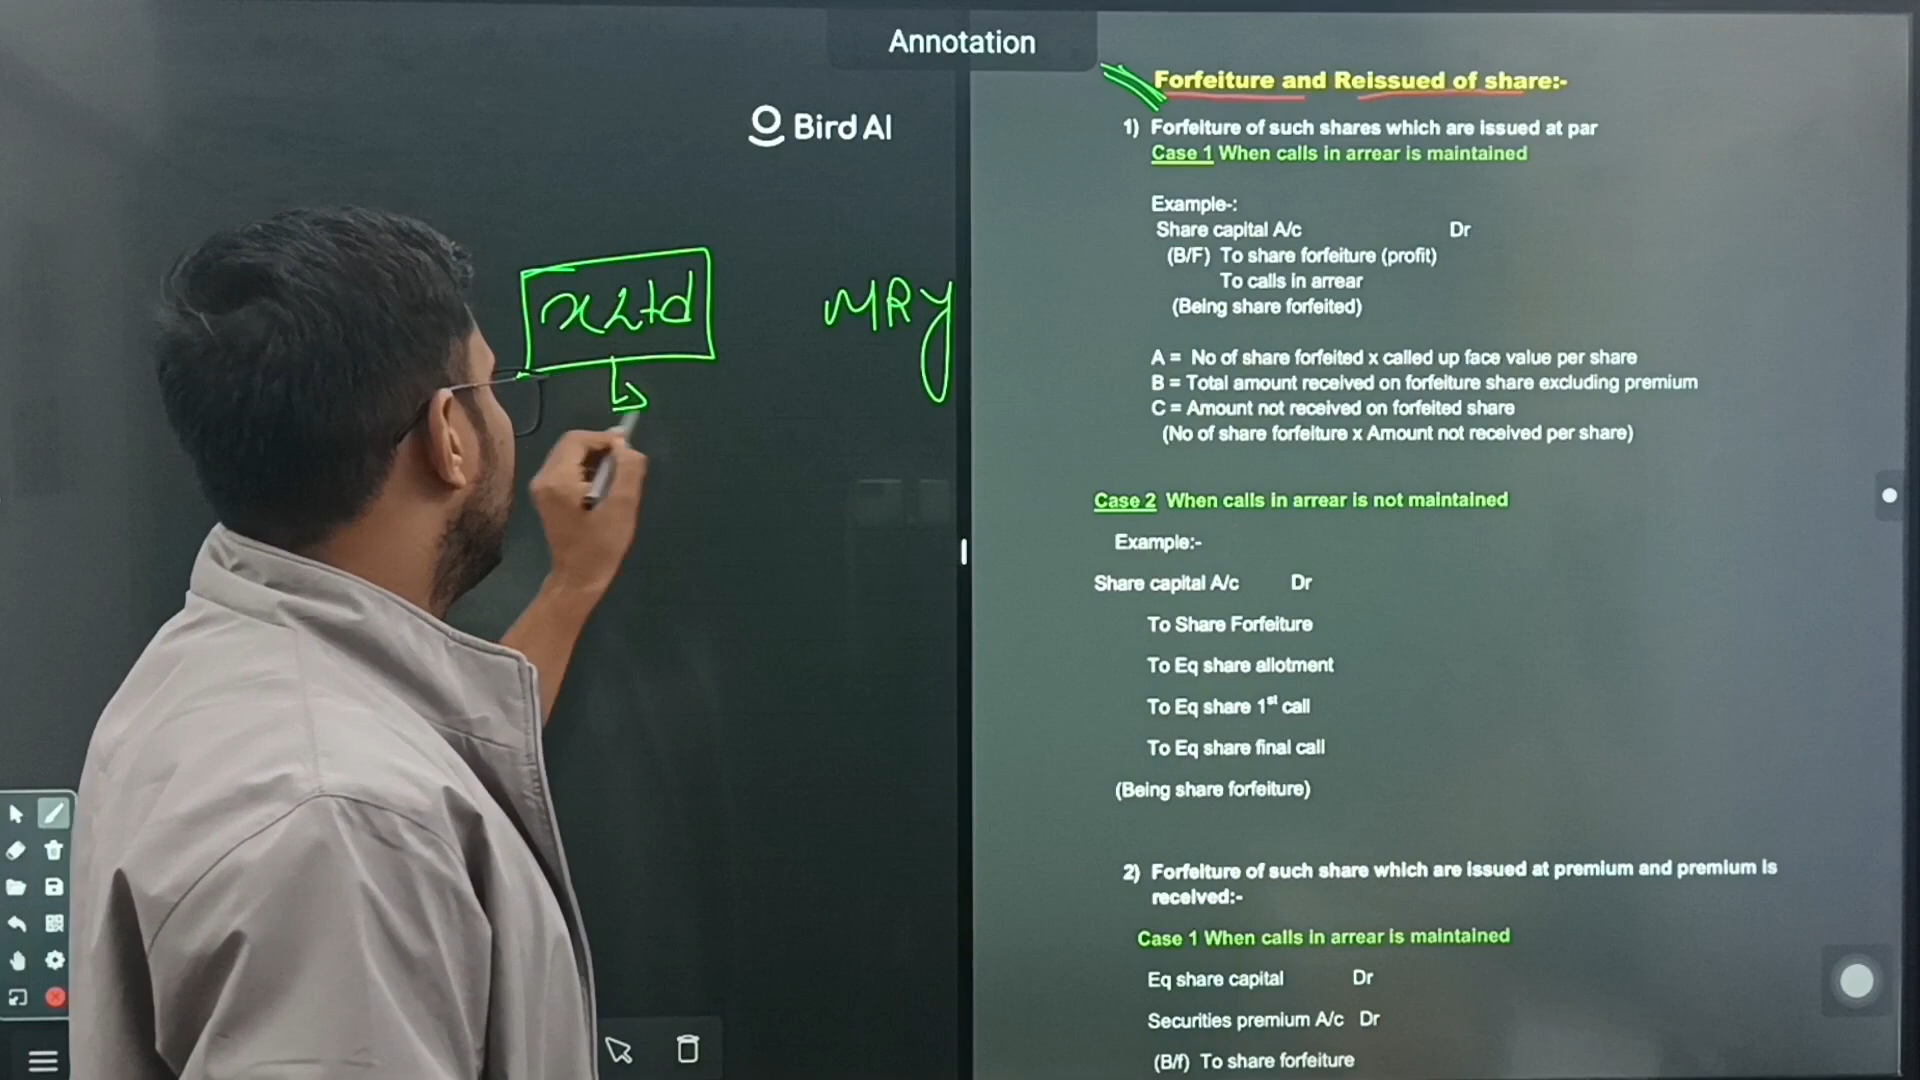 Annotation
Bird AI
x Ltd
MR y
Forfeiture and Reissued of share:-
1) Forfeiture of such shares which are issued at par
Case 1 When calls in arrear is maintained
Example-:
Share capital A/c Dr
(B/F) To share forfeiture (profit)
To calls in arrear
(Being share forfeited)
A = No of share forfeited x called up face value per share
B = Total amount received on forfeiture share excluding premium
C = Amount not received on forfeited share
(No of share forfeiture x Amount not received per share)
Case 2 When calls in arrear is not maintained
Example:-
Share capital A/c Dr
To Share Forfeiture
To Eq share allotment
To Eq share 1st call
To Eq share final call
(Being share forfeiture)
2) Forfeiture of such share which are issued at premium and premium is
received:-
Case 1 When calls in arrear is maintained
Eq share capital Dr
Securities premium A/c Dr
(B/f) To share forfeiture